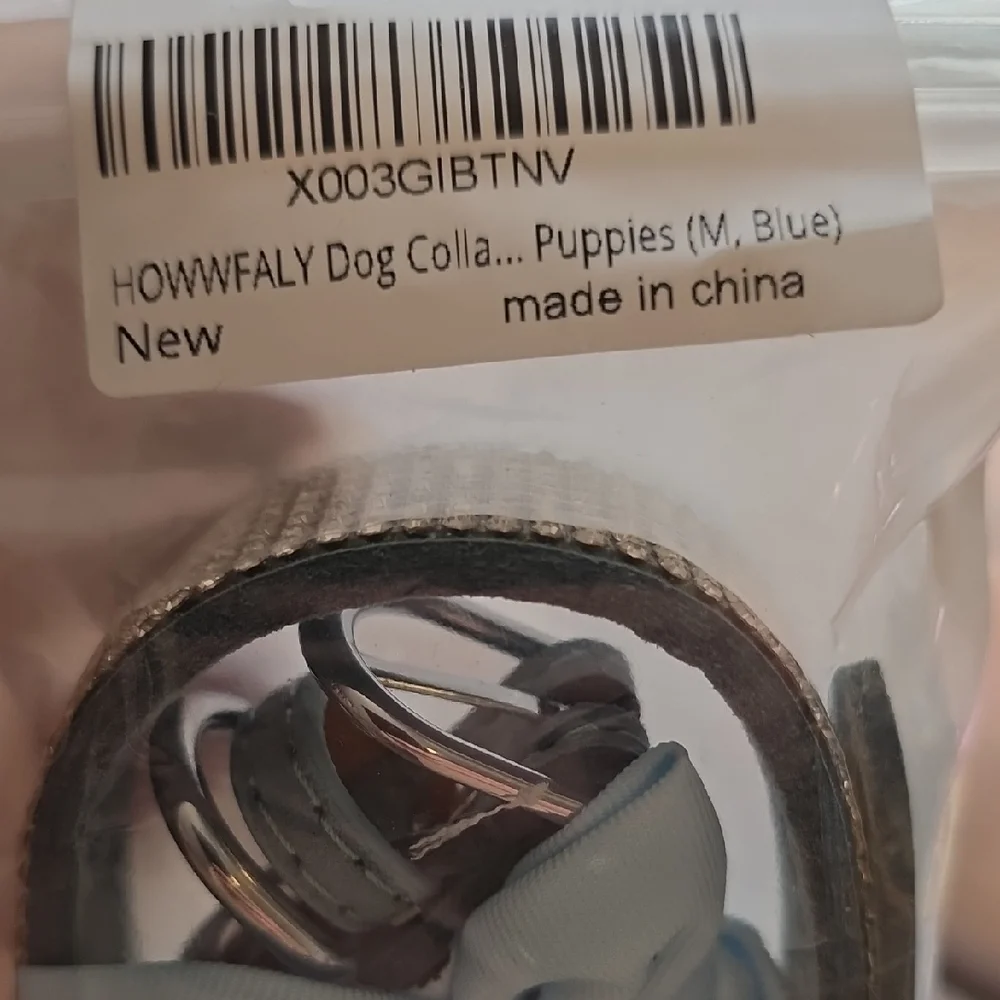 X003GIBTNV
HOWWFALY Dog Colla... Puppies (M, Blue)
New made in china